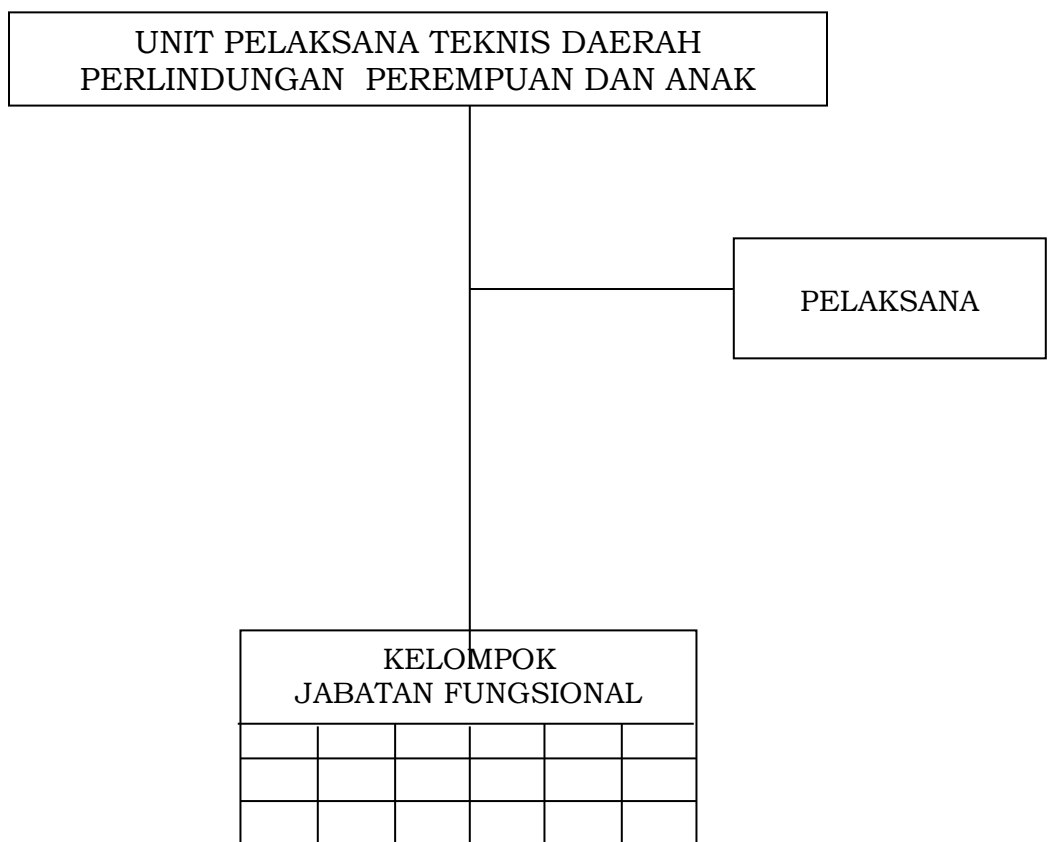 UNIT PELAKSANA TEKNIS DAERAH
PERLINDUNGAN PEREMPUAN DAN ANAK
PELAKSANA
KELOMPOK
JABATAN FUNGSIONAL